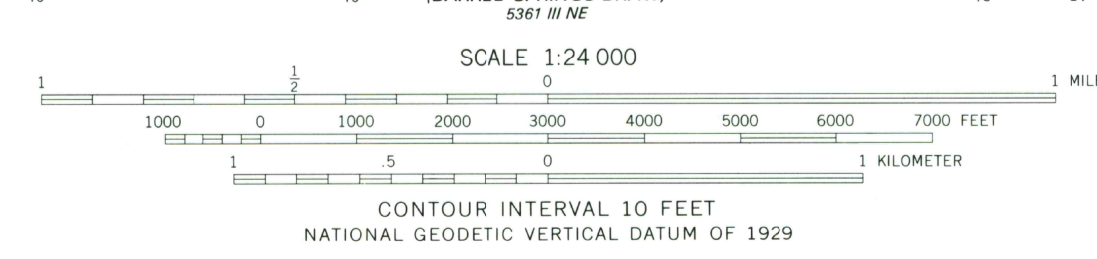 5361 III NE
SCALE 1:24 000
1 1/2 0 1 MILE
1000 0 1000 2000 3000 4000 5000 6000 7000 FEET
1 .5 0 1 KILOMETER
CONTOUR INTERVAL 10 FEET
NATIONAL GEODETIC VERTICAL DATUM OF 1929